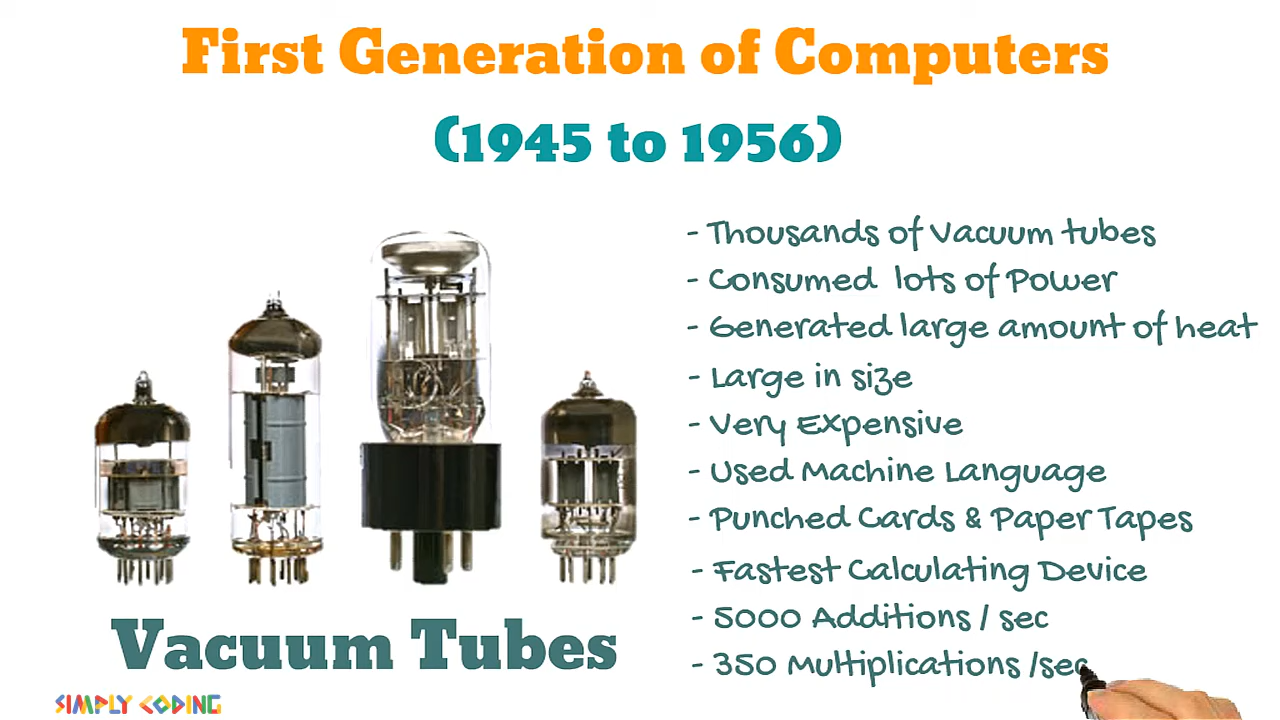 First Generation of Computers
(1945 to 1956)
- Thousands of Vacuum tubes
- Consumed lots of Power
- Generated large amount of heat
- Large in size
- Very Expensive
- Used Machine Language
- Punched Cards & Paper Tapes
- Fastest Calculating Device
- 5000 Additions / sec
- 350 Multiplications /sec
Vacuum Tubes
SIMPLY CODING